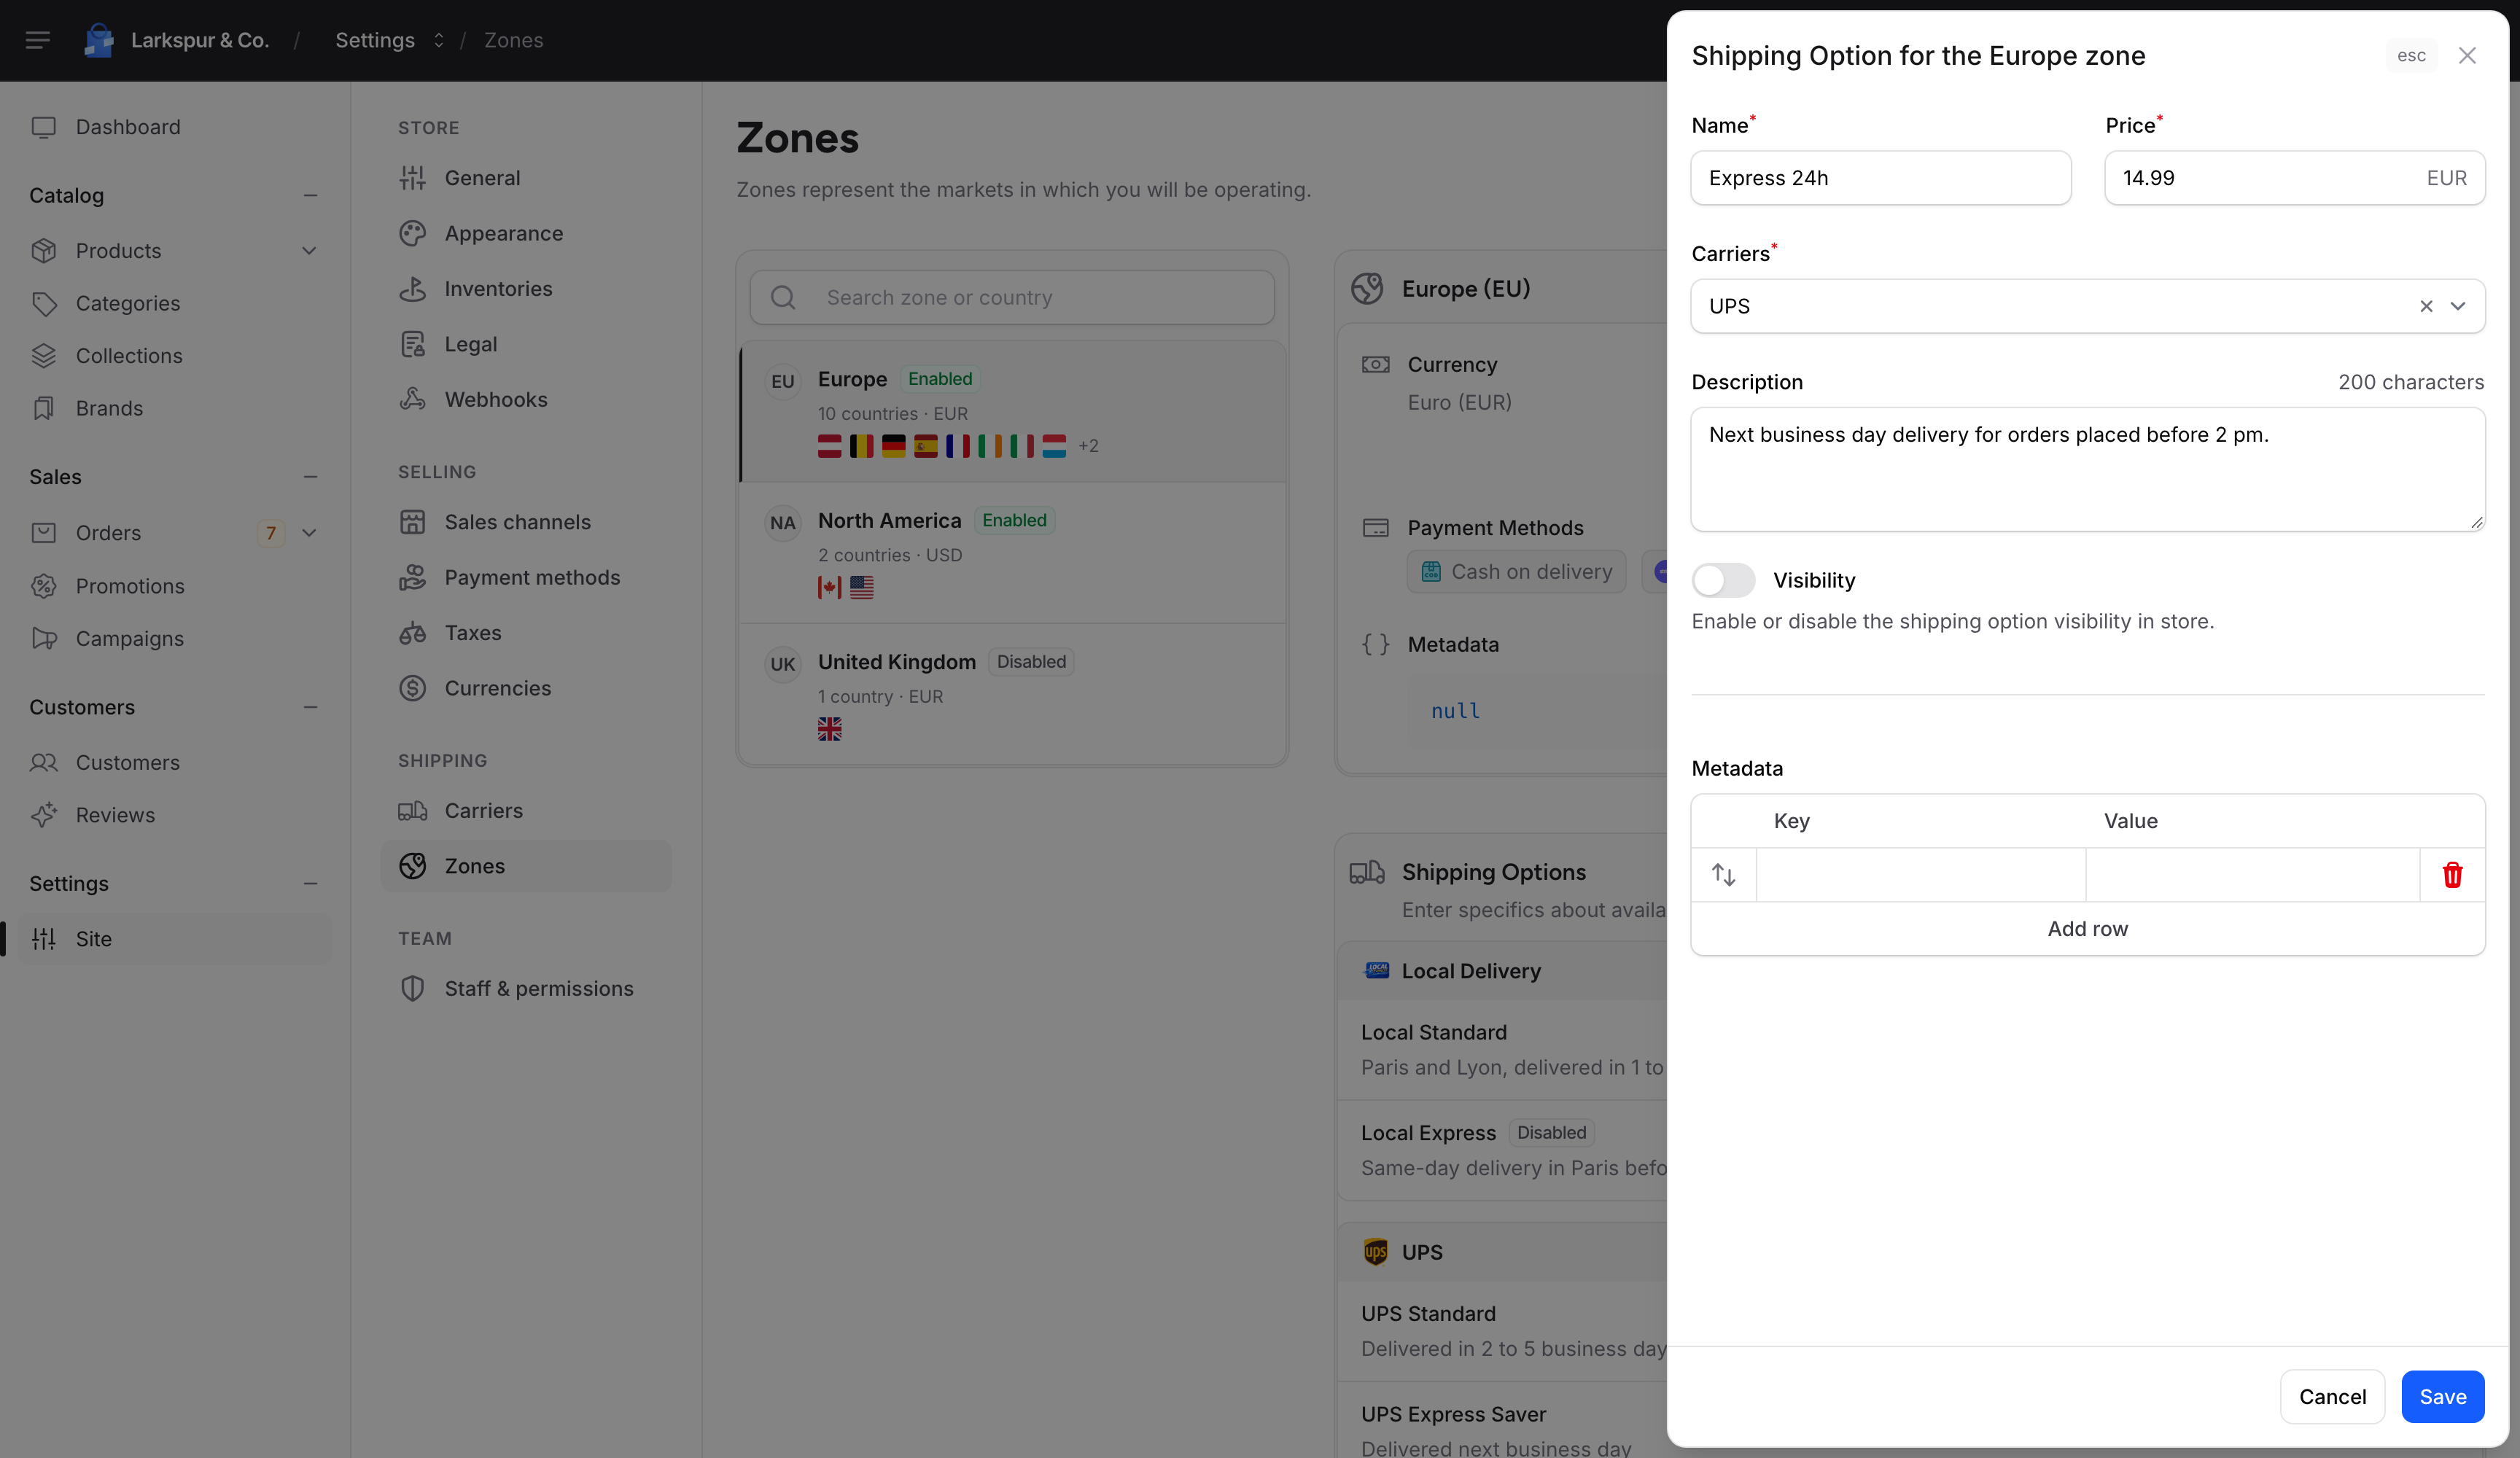 Larkspur & Co. / Settings / Zones
Dashboard
Catalog
Products
Categories
Collections
Brands
Sales
Orders 7
Promotions
Campaigns
Customers
Customers
Reviews
Settings
Site
STORE
General
Appearance
Inventories
Legal
Webhooks
SELLING
Sales channels
Payment methods
Taxes
Currencies
SHIPPING
Carriers
Zones
TEAM
Staff & permissions
Zones
Zones represent the markets in which you will be operating.
Search zone or country
EU Europe Enabled
10 countries · EUR
+2
NA North America Enabled
2 countries · USD
UK United Kingdom Disabled
1 country · EUR
Europe (EU)
Currency
Euro (EUR)
Payment Methods
Cash on delivery
Metadata
null
Shipping Options
Enter specifics about availa
Local Delivery
Local Standard
Paris and Lyon, delivered in 1 to
Local Express Disabled
Same-day delivery in Paris befo
ups UPS
UPS Standard
Delivered in 2 to 5 business day
UPS Express Saver
Delivered next business day
Shipping Option for the Europe zone
esc
Name*
Price*
Express 24h
14.99 EUR
Carriers*
UPS
Description 200 characters
Next business day delivery for orders placed before 2 pm.
Visibility
Enable or disable the shipping option visibility in store.
Metadata
Key Value
Add row
Cancel Save